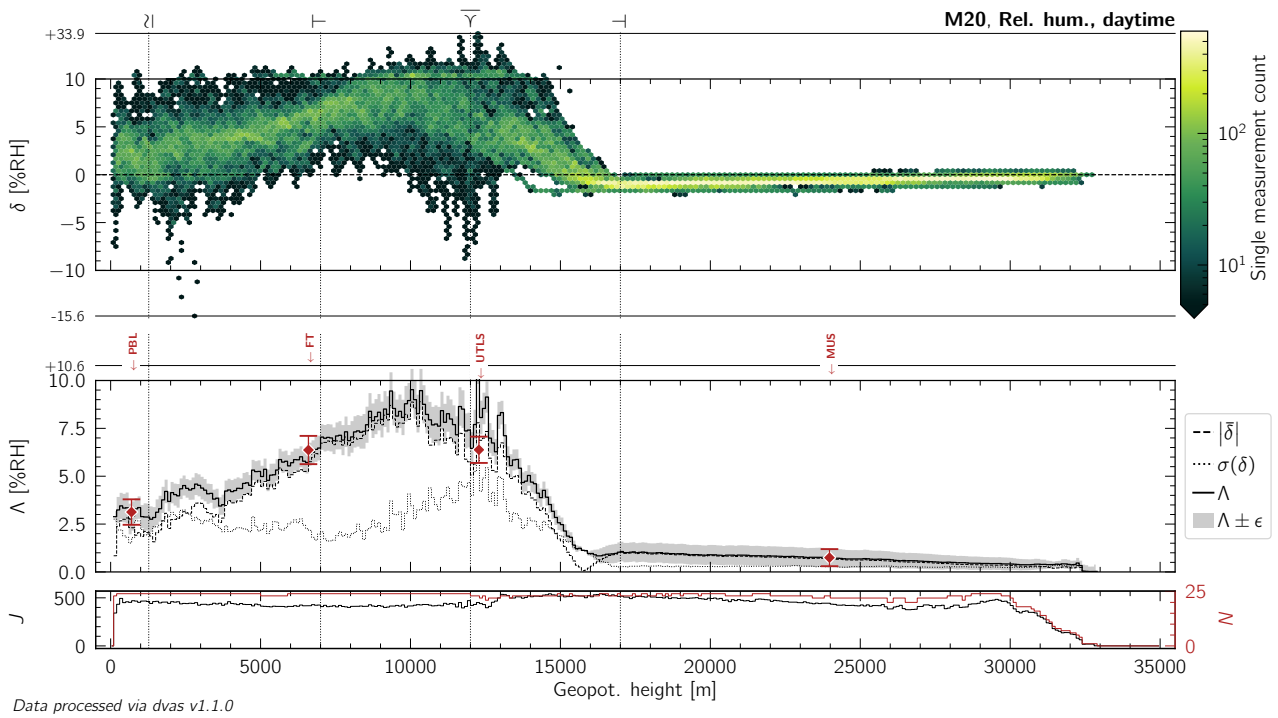 M20, Rel. hum., daytime
+33.9
10
5
0
−5
−10
-15.6
δ [%RH]
10²
10¹
Single measurement count
PBL
FT
UTLS
MUS
+10.6
10.0
7.5
5.0
2.5
0.0
Λ [%RH]
|δ̄|
σ(δ)
Λ
Λ ± ϵ
500
0
J
25
0
N
0 5000 10000 15000 20000 25000 30000 35000
Geopot. height [m]
Data processed via dvas v1.1.0